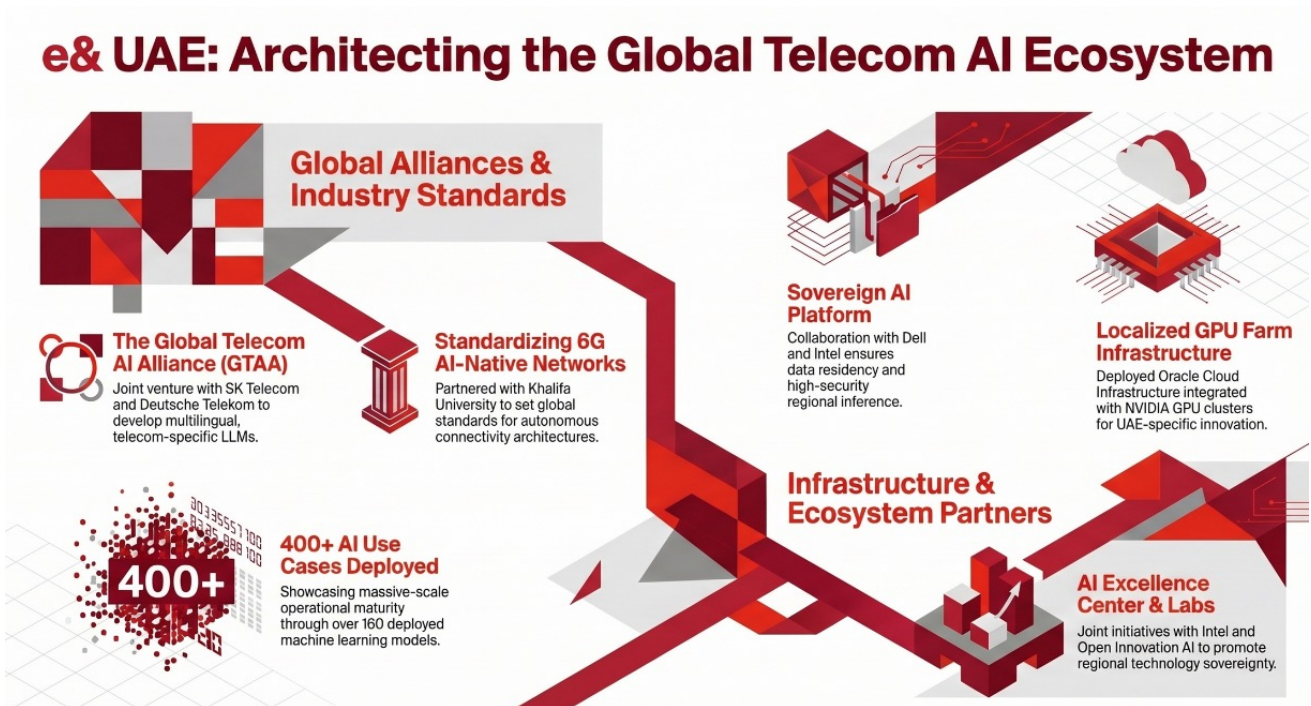 e& UAE: Architecting the Global Telecom AI Ecosystem
Global Alliances &
Industry Standards
The Global Telecom
AI Alliance (GTAA)
Joint venture with SK Telecom
and Deutsche Telekom to
develop multilingual,
telecom-specific LLMs.
Standardizing 6G
AI-Native Networks
Partnered with Khalifa
University to set global
standards for autonomous
connectivity architectures.
400+
400+ AI Use
Cases Deployed
Showcasing massive-scale
operational maturity
through over 160 deployed
machine learning models.
Sovereign AI
Platform
Collaboration with Dell
and Intel ensures
data residency and
high-security
regional inference.
Localized GPU Farm
Infrastructure
Deployed Oracle Cloud
Infrastructure integrated
with NVIDIA GPU clusters
for UAE-specific innovation.
Infrastructure &
Ecosystem Partners
AI Excellence
Center & Labs
Joint initiatives with Intel and
Open Innovation AI to promote
regional technology sovereignty.